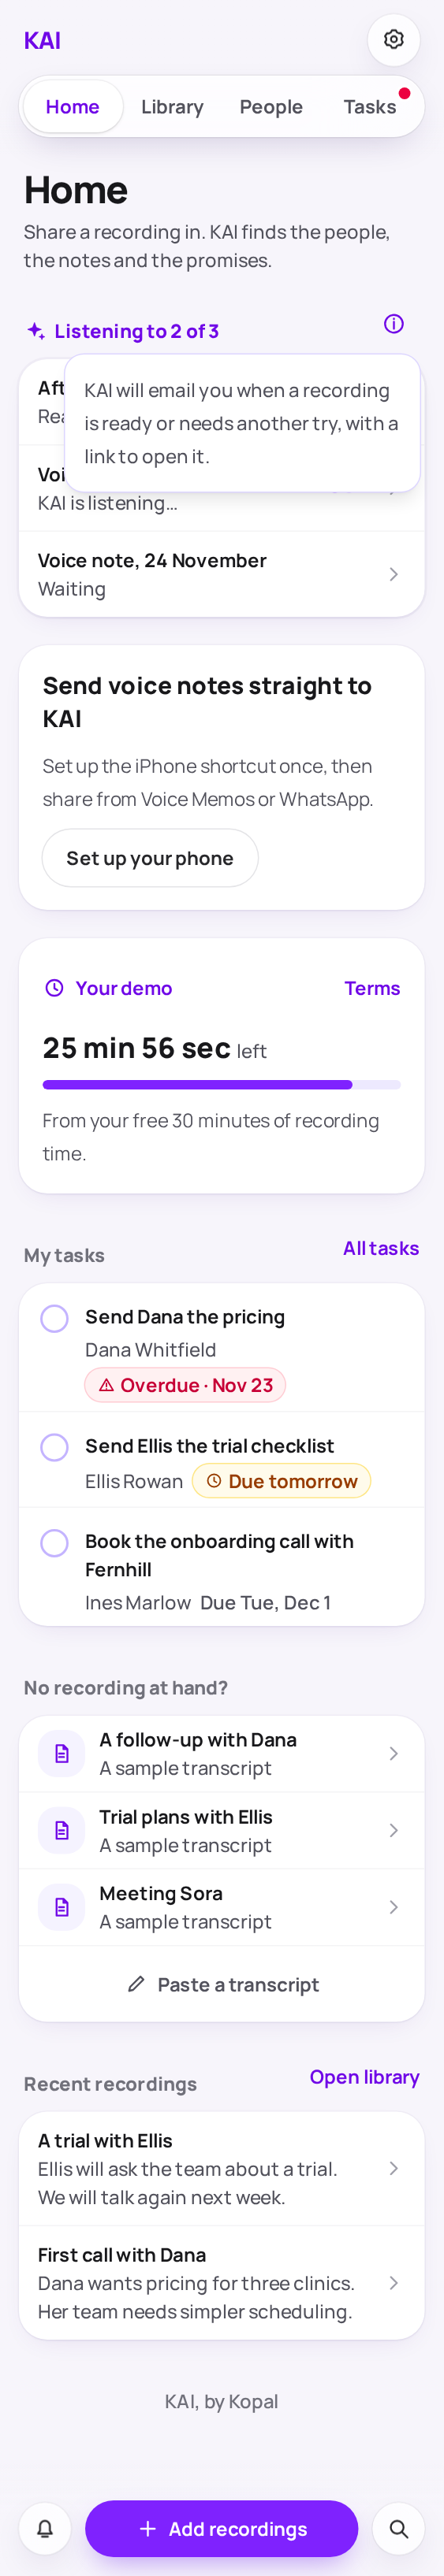 KAI
Home
Library
People
Tasks
Home
Share a recording in. KAI finds the people,
the notes and the promises.
Listening to 2 of 3
KAI will email you when a recording
is ready or needs another try, with a
link to open it.
KAI is listening...
Voice note, 24 November
Waiting
Send voice notes straight to
KAI
Set up the iPhone shortcut once, then
share from Voice Memos or WhatsApp.
Set up your phone
Your demo
Terms
25 min 56 sec left
From your free 30 minutes of recording
time.
My tasks
All tasks
Send Dana the pricing
Dana Whitfield
Overdue · Nov 23
Send Ellis the trial checklist
Ellis Rowan Due tomorrow
Book the onboarding call with
Fernhill
Ines Marlow Due Tue, Dec 1
No recording at hand?
A follow-up with Dana
A sample transcript
Trial plans with Ellis
A sample transcript
Meeting Sora
A sample transcript
Paste a transcript
Recent recordings
Open library
A trial with Ellis
Ellis will ask the team about a trial.
We will talk again next week.
First call with Dana
Dana wants pricing for three clinics.
Her team needs simpler scheduling.
KAI, by Kopal
Add recordings